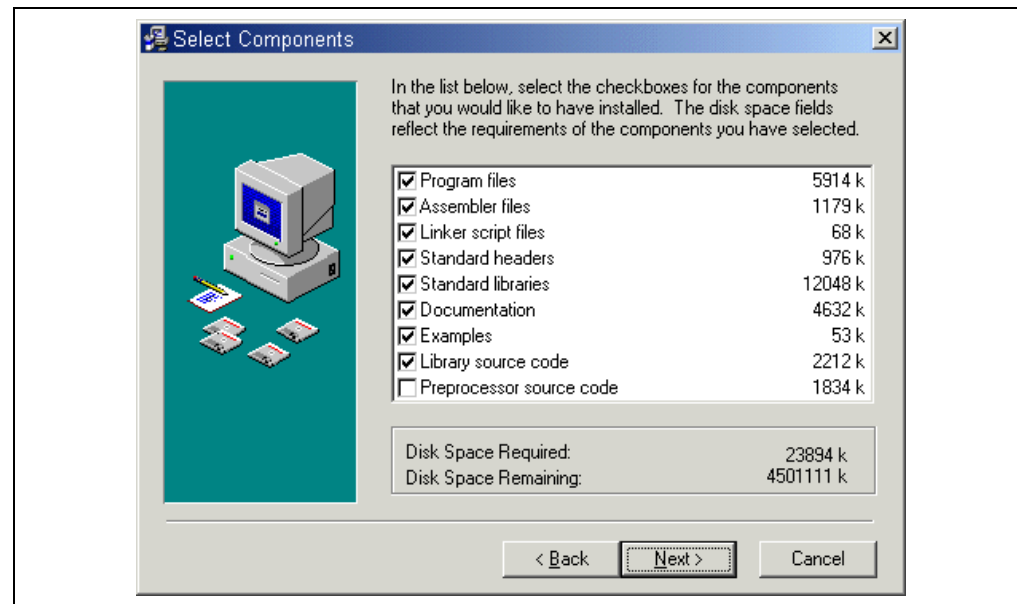 Select Components
In the list below, select the checkboxes for the components
that you would like to have installed. The disk space fields
reflect the requirements of the components you have selected.
Program files 5914 k
Assembler files 1179 k
Linker script files 68 k
Standard headers 976 k
Standard libraries 12048 k
Documentation 4632 k
Examples 53 k
Library source code 2212 k
Preprocessor source code 1834 k
Disk Space Required: 23894 k
Disk Space Remaining: 4501111 k
< Back Next > Cancel